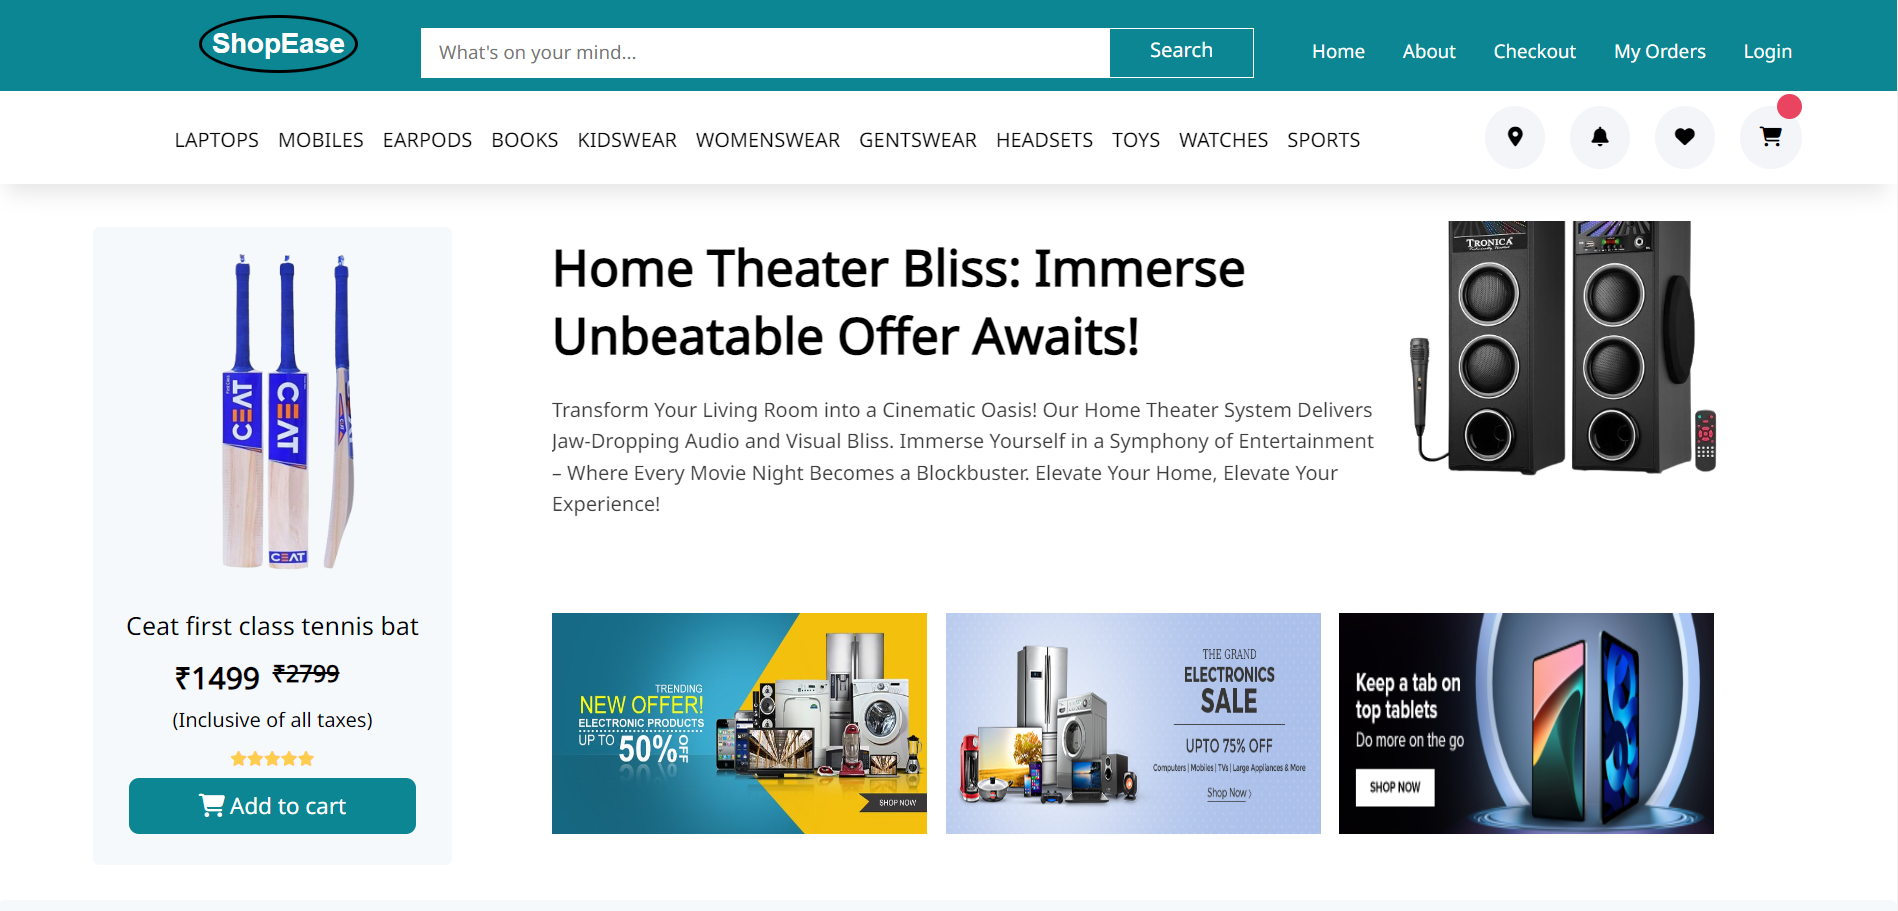 ShopEase
What's on your mind...
Search
Home
About
Checkout
My Orders
Login
LAPTOPS MOBILES EARPODS BOOKS KIDSWEAR WOMENSWEAR GENTSWEAR HEADSETS TOYS WATCHES SPORTS
CEAT
CEAT
CEAT
Ceat first class tennis bat
₹1499 ₹2799
(Inclusive of all taxes)
Add to cart
Home Theater Bliss: Immerse
Unbeatable Offer Awaits!
Transform Your Living Room into a Cinematic Oasis! Our Home Theater System Delivers
Jaw-Dropping Audio and Visual Bliss. Immerse Yourself in a Symphony of Entertainment
– Where Every Movie Night Becomes a Blockbuster. Elevate Your Home, Elevate Your
Experience!
TRONICA
TRENDING
NEW OFFER!
ELECTRONIC PRODUCTS
UP TO 50% OFF
SHOP NOW
THE GRAND
ELECTRONICS
SALE
UPTO 75% OFF
Computers | Mobiles | TVs | Large Appliances & More
Shop Now
Keep a tab on
top tablets
Do more on the go
SHOP NOW